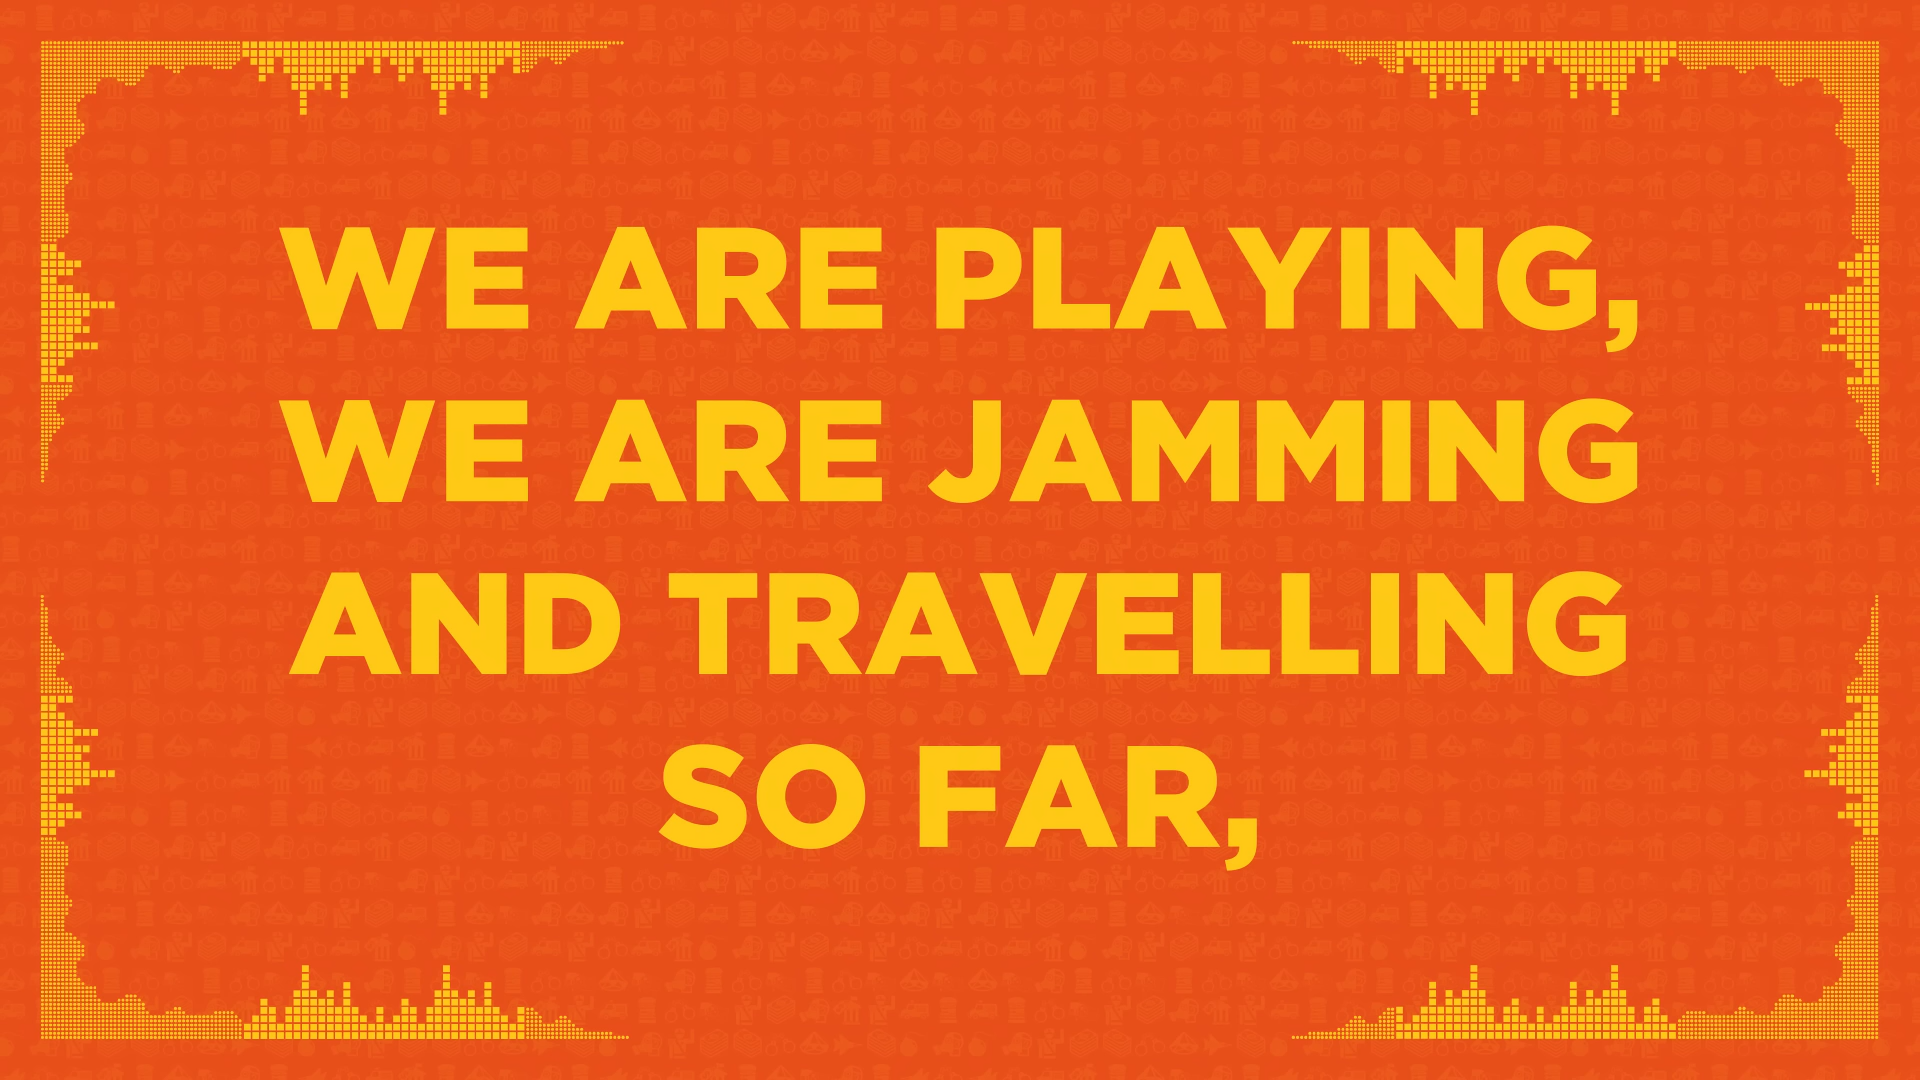 WE ARE PLAYING,
WE ARE JAMMING
AND TRAVELLING
SO FAR,